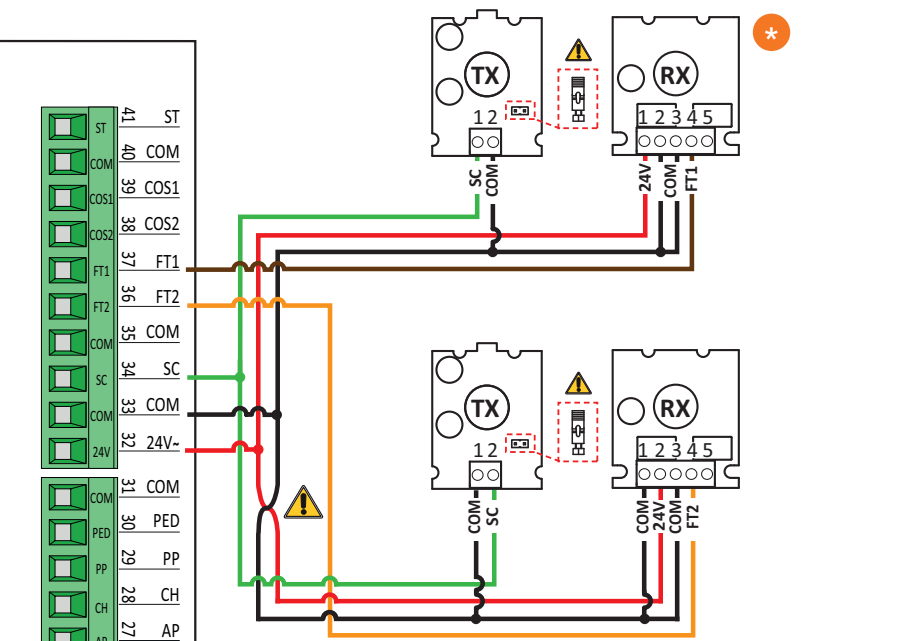 *
TX
RX
1 2
1 2 3 4 5
SC
COM
24V
COM
FT1
41 ST
ST
40 COM
COM
39 COS1
COS1
38 COS2
COS2
37 FT1
FT1
36 FT2
FT2
35 COM
COM
34 SC
SC
33 COM
COM
32 24V~
24V
31 COM
COM
30 PED
PED
29 PP
PP
28 CH
CH
27 AP
AP
TX
RX
1 2
1 2 3 4 5
COM
SC
COM
24V
COM
FT2